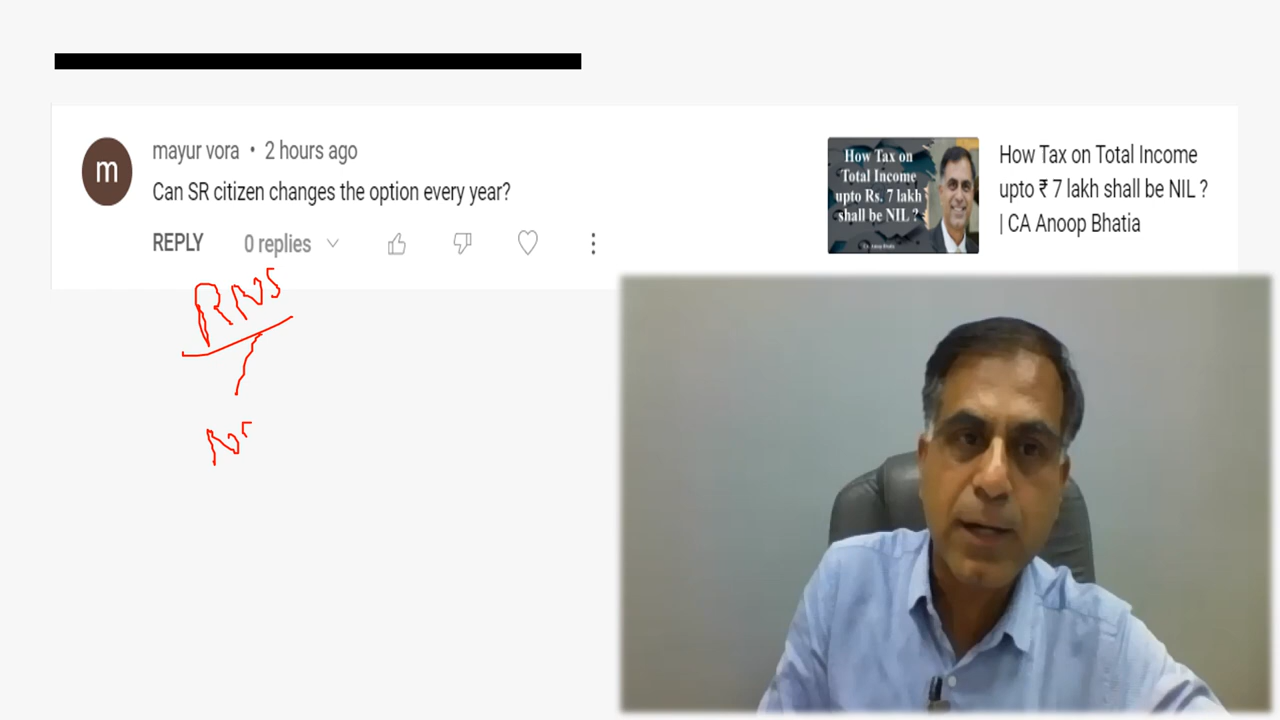 m
mayur vora • 2 hours ago
Can SR citizen changes the option every year?
REPLY 0 replies
How Tax on
Total Income
upto Rs. 7 lakh
shall be NIL ?
How Tax on Total Income
upto ₹ 7 lakh shall be NIL ?
| CA Anoop Bhatia